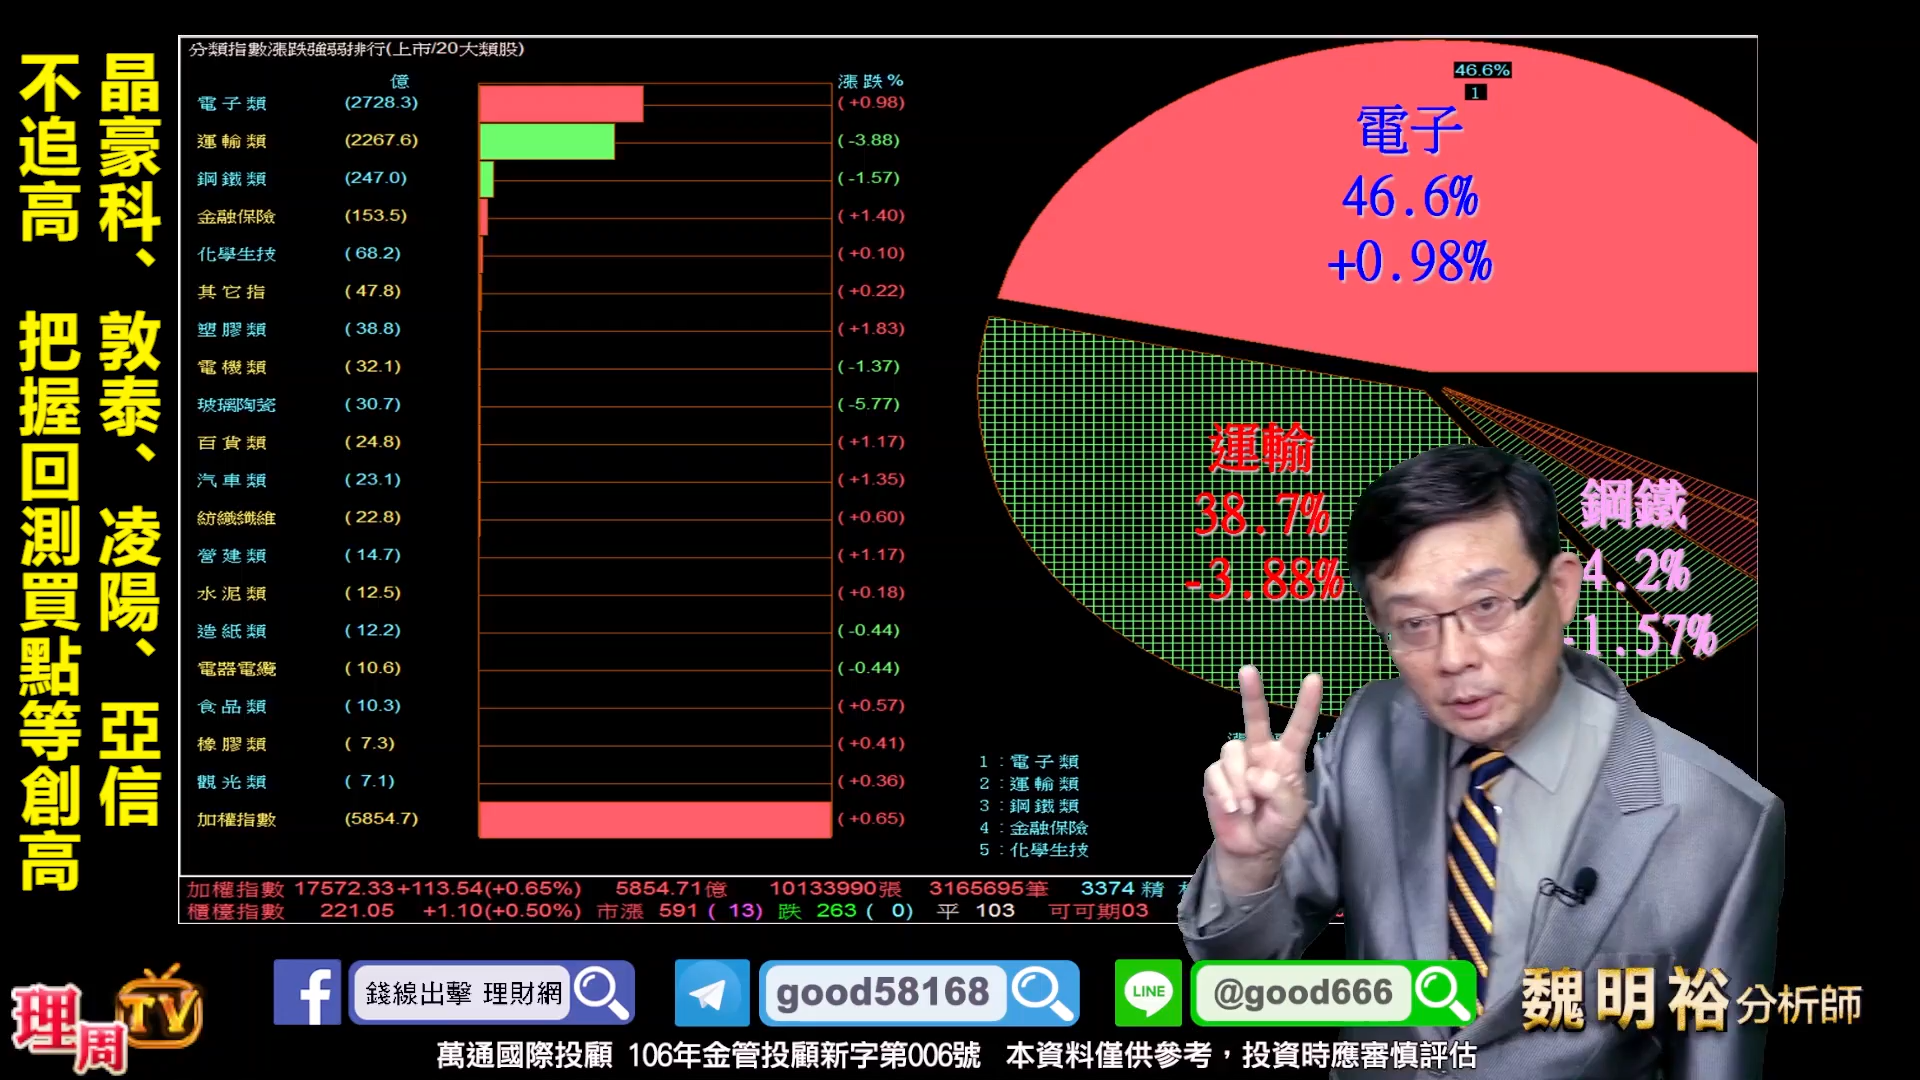 晶豪科、敦泰、凌陽、亞信
不追高 把握回測買點等創高
分類指數漲跌強弱排行(上市/20大類股)
億 漲跌%
電子類 (2728.3) ( +0.98)
運輸類 (2267.6) ( -3.88)
鋼鐵類 (247.0) ( -1.57)
金融保險 (153.5) ( +1.40)
化學生技 ( 68.2) ( +0.10)
其它指 ( 47.8) ( +0.22)
塑膠類 ( 38.8) ( +1.83)
電機類 ( 32.1) ( -1.37)
玻璃陶瓷 ( 30.7) ( -5.77)
百貨類 ( 24.8) ( +1.17)
汽車類 ( 23.1) ( +1.35)
紡織纖維 ( 22.8) ( +0.60)
營建類 ( 14.7) ( +1.17)
水泥類 ( 12.5) ( +0.18)
造紙類 ( 12.2) ( -0.44)
電器電纜 ( 10.6) ( -0.44)
食品類 ( 10.3) ( +0.57)
橡膠類 ( 7.3) ( +0.41)
觀光類 ( 7.1) ( +0.36)
加權指數 (5854.7) ( +0.65)
46.6%
1
電子
46.6%
+0.98%
運輸
38.7%
-3.88%
鋼鐵
4.2%
-1.57%
1 : 電子類
2 : 運輸類
3 : 鋼鐵類
4 : 金融保險
5 : 化學生技
加權指數 17572.33+113.54(+0.65%) 5854.71億 10133990張 3165695筆 3374 精
櫃檯指數 221.05 +1.10(+0.50%) 市漲 591 ( 13) 跌 263 ( 0) 平 103 可可期03
理周TV
f 錢線出擊 理財網
good58168
LINE @good666
魏明裕 分析師
萬通國際投顧 106年金管投顧新字第006號 本資料僅供參考，投資時應審慎評估